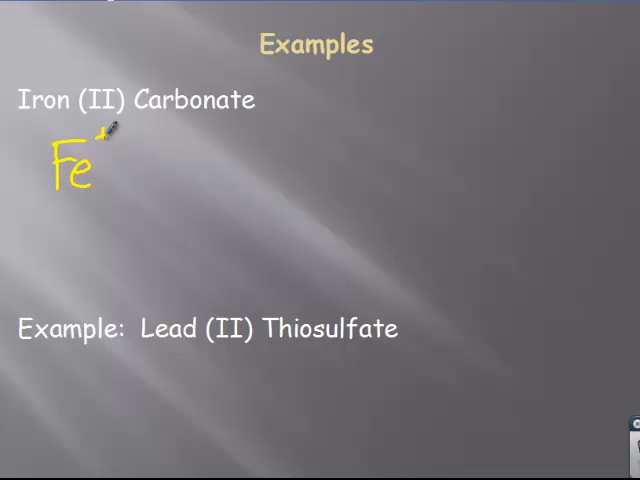 Examples
Iron (II) Carbonate
Fe +
Example: Lead (II) Thiosulfate